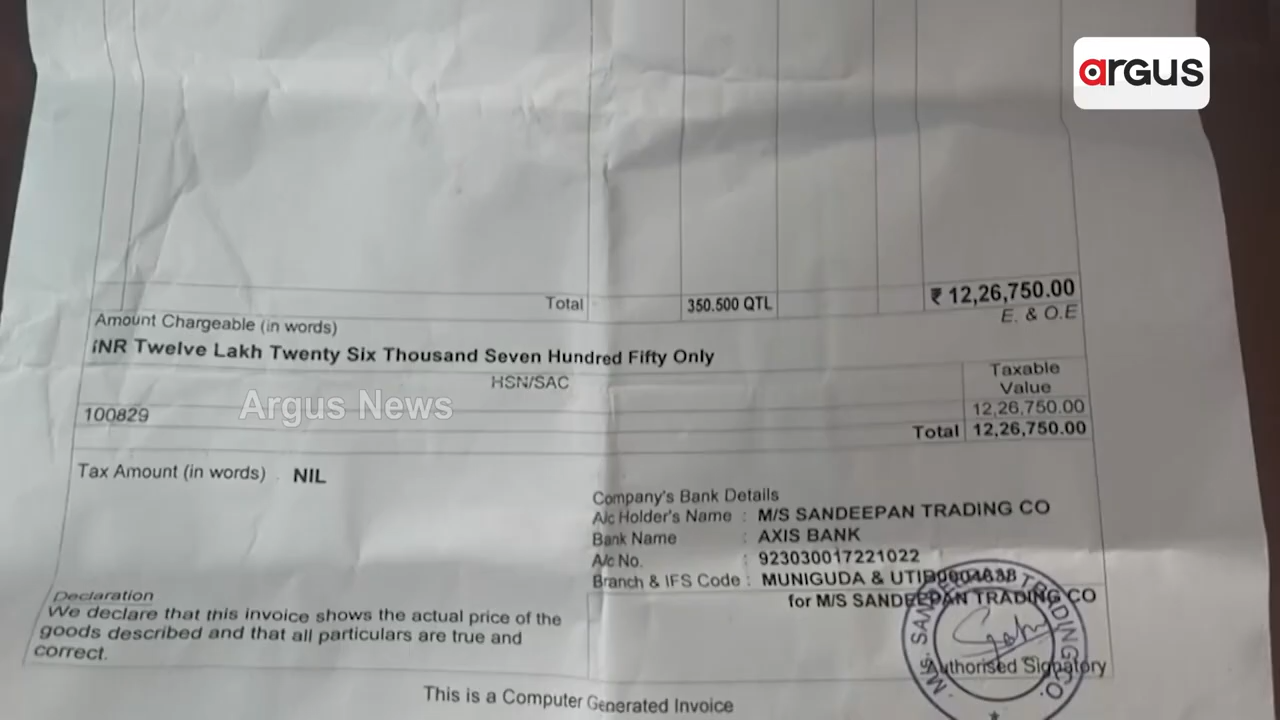 argus
Total 350.500 QTL ₹ 12,26,750.00
Amount Chargeable (in words) E. & O.E
INR Twelve Lakh Twenty Six Thousand Seven Hundred Fifty Only
HSN/SAC Taxable
Value
100829 12,26,750.00
Total 12,26,750.00
Argus News
Tax Amount (in words) NIL
Company's Bank Details
A/c Holder's Name : M/S SANDEEPAN TRADING CO
Bank Name : AXIS BANK
A/c No. : 923030017221022
Branch & IFS Code : MUNIGUDA & UTIB0004638
for M/S SANDEEPAN TRADING CO
Declaration
We declare that this invoice shows the actual price of the
goods described and that all particulars are true and
correct.
M/S. SANDEEPAN TRADING CO.
Authorised Signatory
This is a Computer Generated Invoice